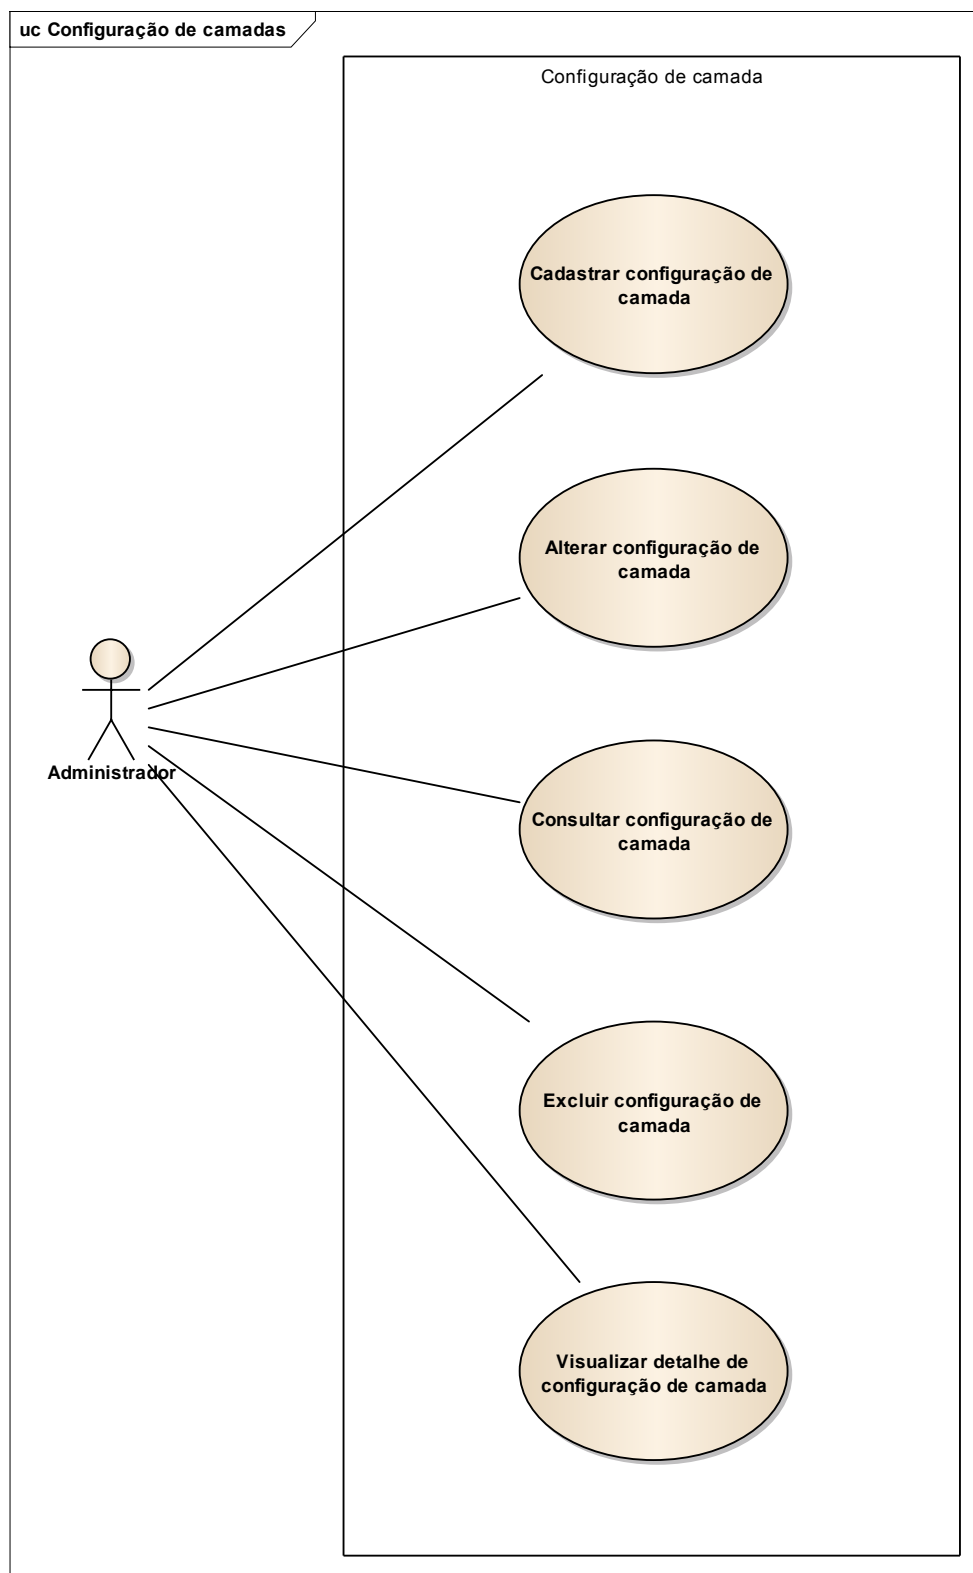 uc Configuração de camadas
Configuração de camada
Cadastrar configuração de
camada
Alterar configuração de
camada
Administrador
Consultar configuração de
camada
Excluir configuração de
camada
Visualizar detalhe de
configuração de camada